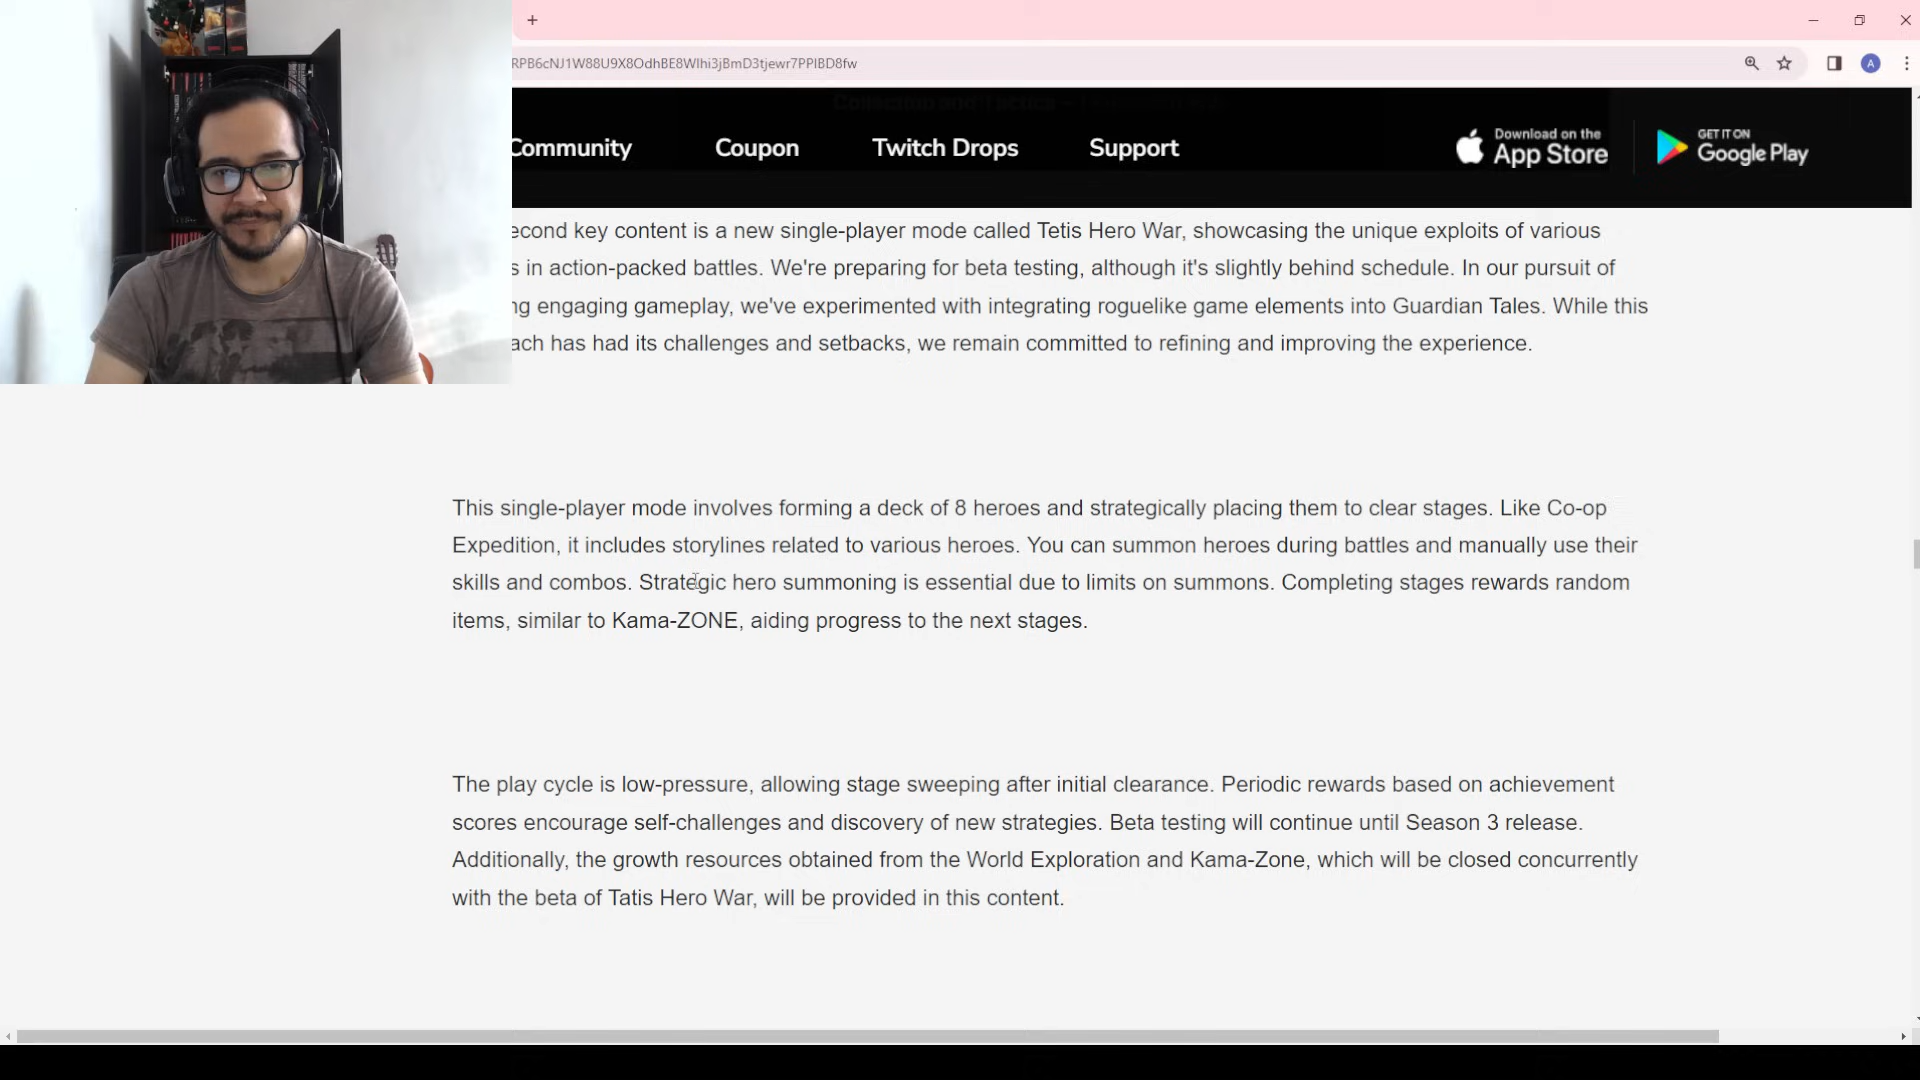 RPB6cNJ1W88U9X8OdhBE8WIhi3jBmD3tjewr7PPIBD8fw
A
Community
Coupon
Twitch Drops
Support
Download on the
App Store
GET IT ON
Google Play
econd key content is a new single-player mode called Tetis Hero War, showcasing the unique exploits of various
s in action-packed battles. We're preparing for beta testing, although it's slightly behind schedule. In our pursuit of
ng engaging gameplay, we've experimented with integrating roguelike game elements into Guardian Tales. While this
ach has had its challenges and setbacks, we remain committed to refining and improving the experience.
This single-player mode involves forming a deck of 8 heroes and strategically placing them to clear stages. Like Co-op
Expedition, it includes storylines related to various heroes. You can summon heroes during battles and manually use their
skills and combos. Strategic hero summoning is essential due to limits on summons. Completing stages rewards random
items, similar to Kama-ZONE, aiding progress to the next stages.
The play cycle is low-pressure, allowing stage sweeping after initial clearance. Periodic rewards based on achievement
scores encourage self-challenges and discovery of new strategies. Beta testing will continue until Season 3 release.
Additionally, the growth resources obtained from the World Exploration and Kama-Zone, which will be closed concurrently
with the beta of Tatis Hero War, will be provided in this content.